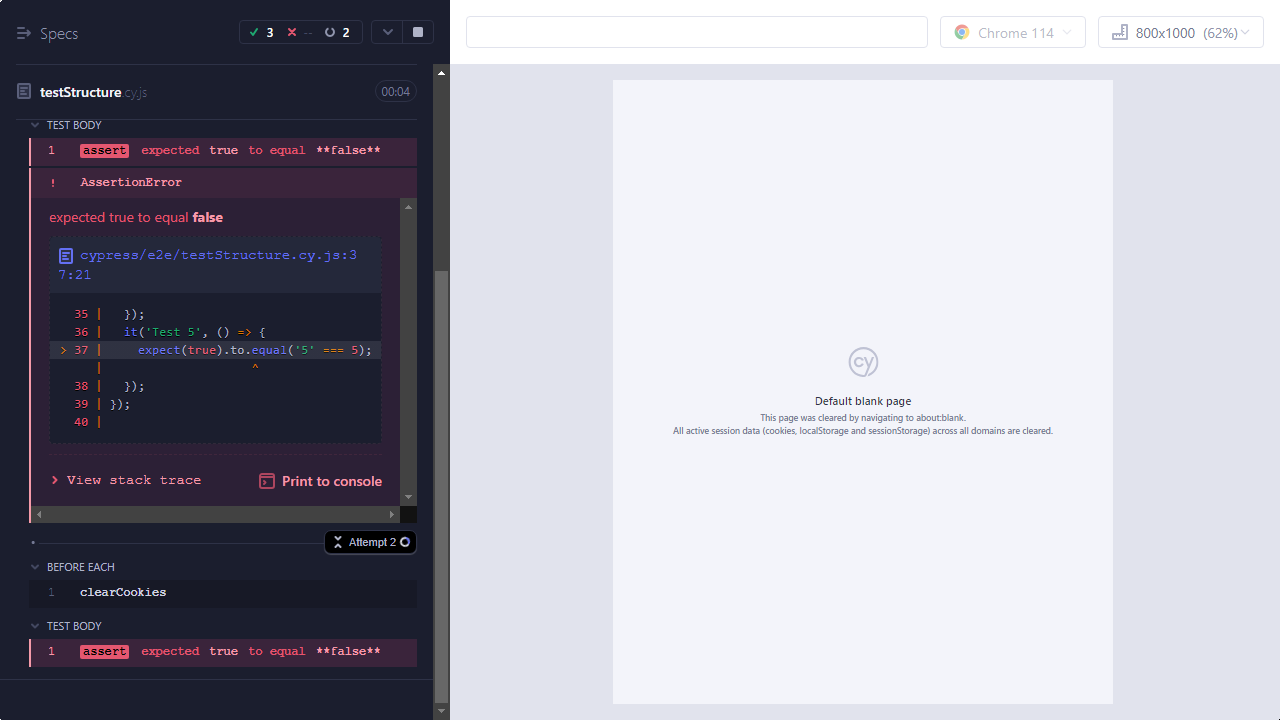 Specs
3
--
2
Chrome 114
800x1000 (62%)
testStructure.cy.js
00:04
TEST BODY
1 assert expected true to equal **false**
! AssertionError
expected true to equal false
cypress/e2e/testStructure.cy.js:3
7:21
35 | });
36 | it('Test 5', () => {
> 37 | expect(true).to.equal('5' === 5);
| ^
38 | });
39 | });
40 |
> View stack trace
Print to console
Attempt 2
BEFORE EACH
1 clearCookies
TEST BODY
1 assert expected true to equal **false**
cy
Default blank page
This page was cleared by navigating to about:blank.
All active session data (cookies, localStorage and sessionStorage) across all domains are cleared.